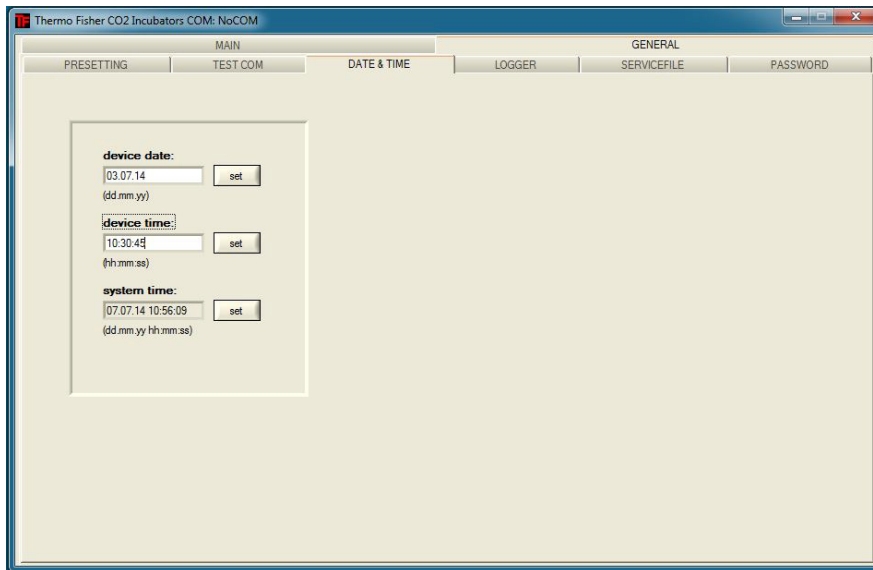 TF Thermo Fisher CO2 Incubators COM: NoCOM
MAIN GENERAL
PRESETTING TEST COM DATE & TIME LOGGER SERVICEFILE PASSWORD
device date:
03.07.14 set
(dd.mm.yy)
device time:
10:30:45 set
(hh:mm:ss)
system time:
07.07.14 10:56:09 set
(dd.mm.yy hh:mm:ss)